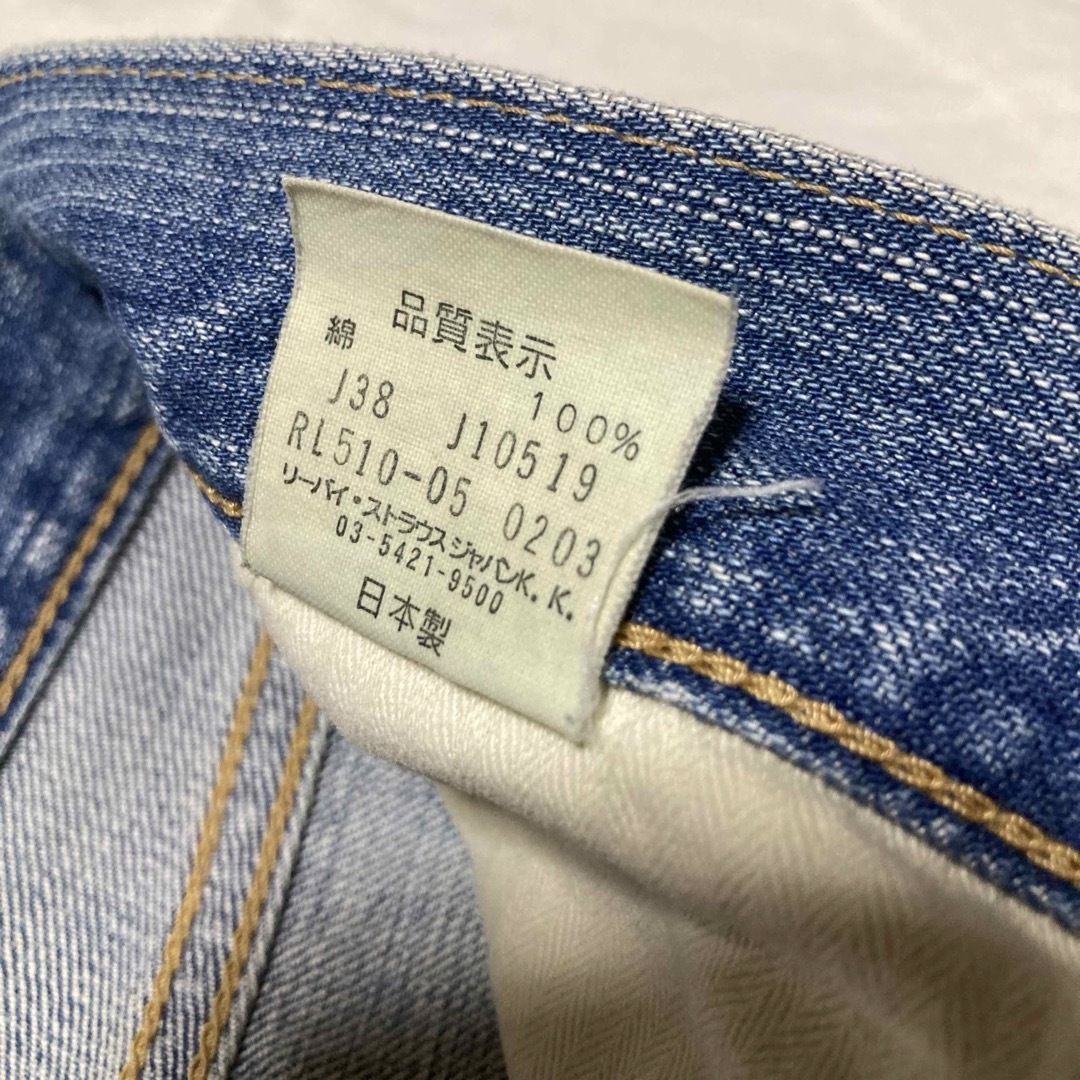 品質表示
綿 100%
J38 J10519
RL510-05 0203
リーバイ・ストラウスジャパンK.K.
03-5421-9500
日本製